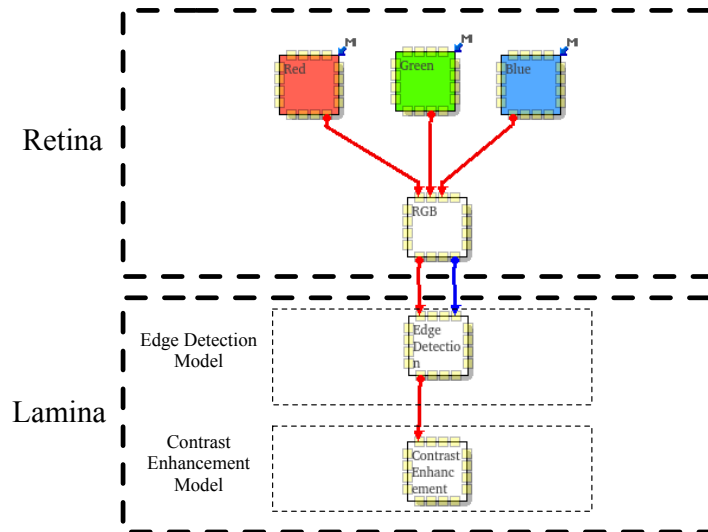 M
M
M
Red
Green
Blue
Retina
RGB
Edge Detection
Model
Edge
Detectio
n
Lamina
Contrast
Enhancement
Model
Contrast
Enhanc
ement